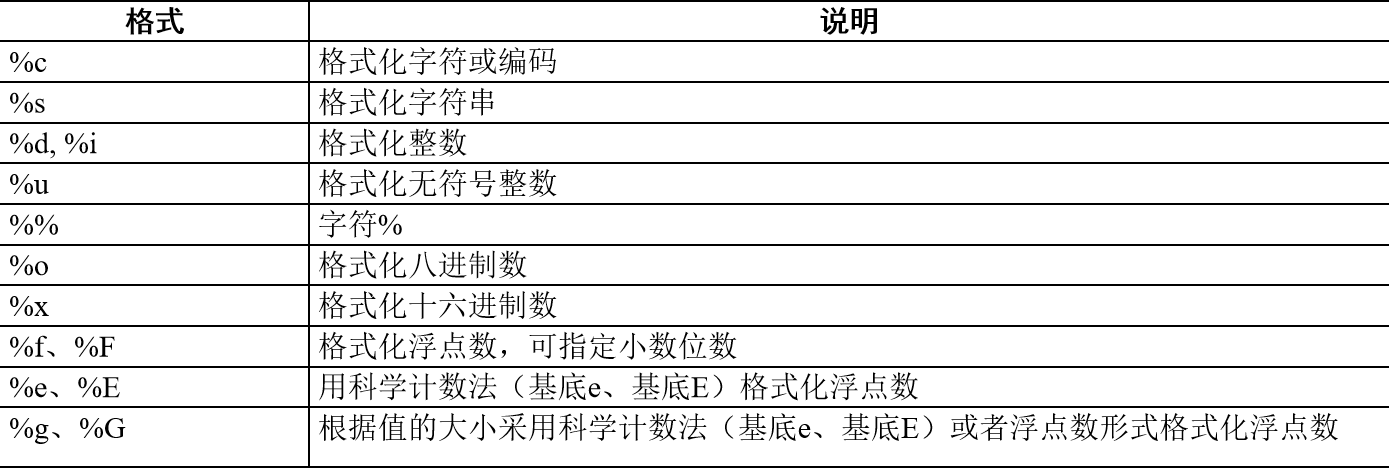 格式 说明
%c 格式化字符或编码
%s 格式化字符串
%d, %i 格式化整数
%u 格式化无符号整数
%% 字符%
%o 格式化八进制数
%x 格式化十六进制数
%f、%F 格式化浮点数，可指定小数位数
%e、%E 用科学计数法（基底e、基底E）格式化浮点数
%g、%G 根据值的大小采用科学计数法（基底e、基底E）或者浮点数形式格式化浮点数